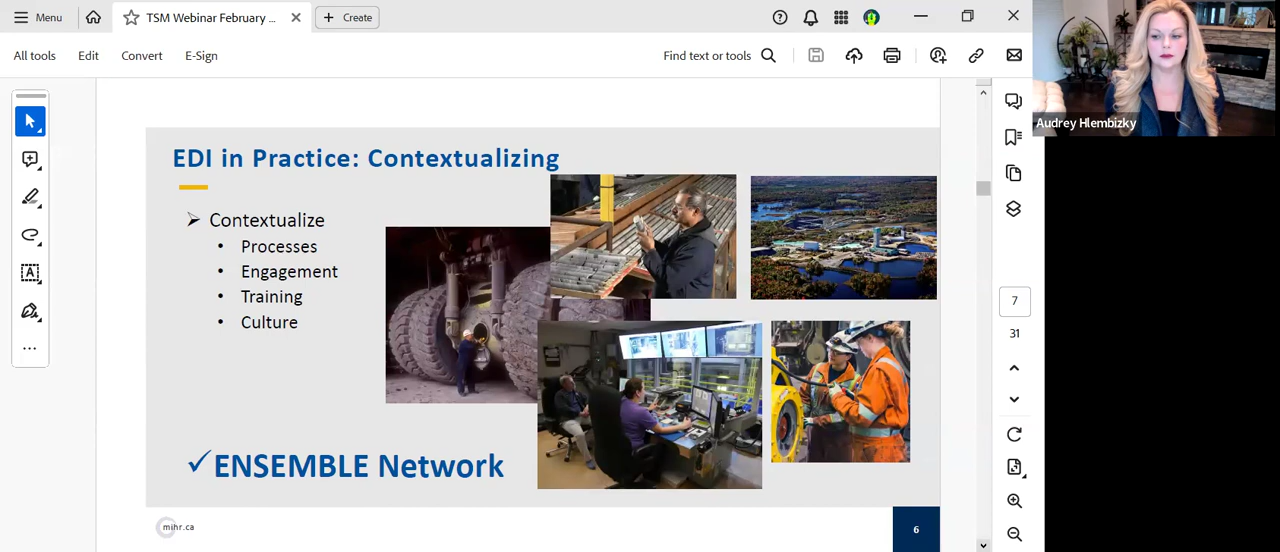 Menu
TSM Webinar February ...
Create
All tools
Edit
Convert
E-Sign
Find text or tools
Audrey Hlembizky
EDI in Practice: Contextualizing
Contextualize
• Processes
• Engagement
• Training
• Culture
ENSEMBLE Network
mihr.ca
6
7
31